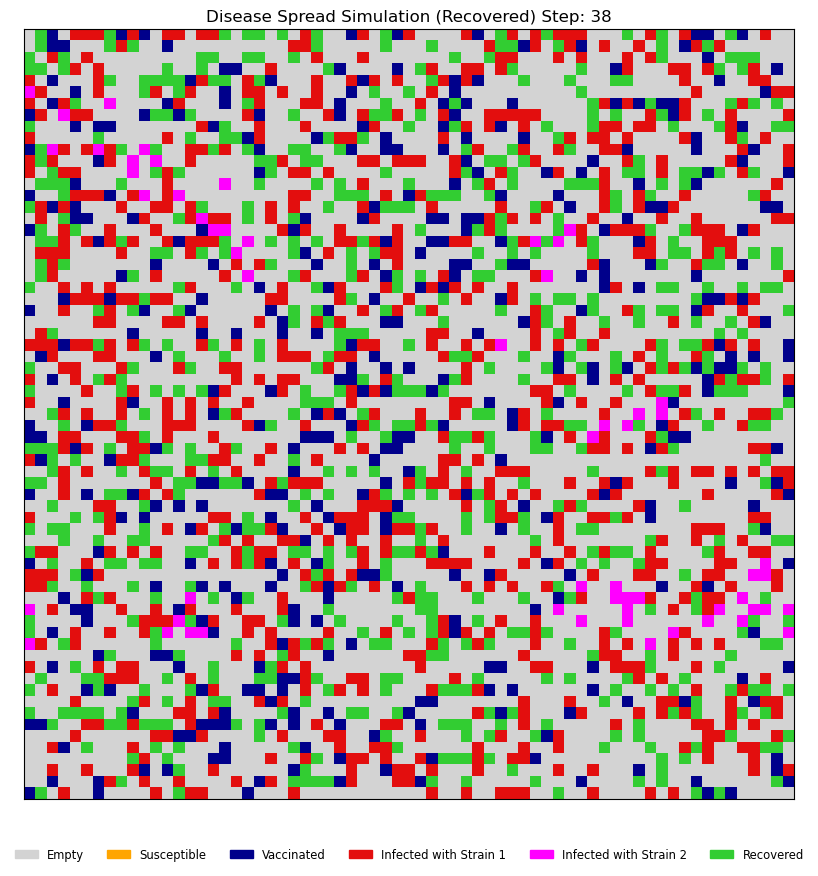 Disease Spread Simulation (Recovered) Step: 38
Empty Susceptible Vaccinated Infected with Strain 1 Infected with Strain 2 Recovered